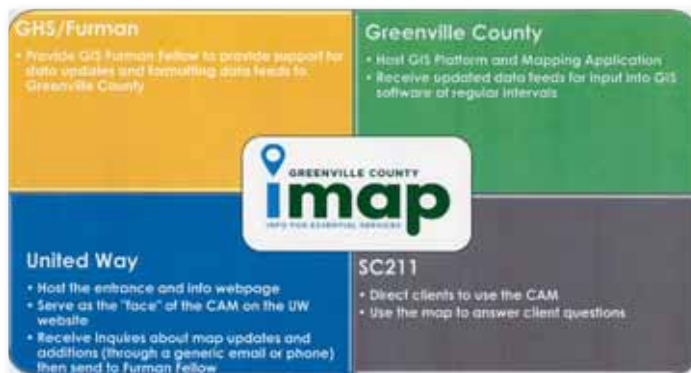 GHS/Furman
• Provide GIS Furman Fellow to provide support for
data updates and formatting data feeds to
Greenville County
Greenville County
• Host GIS Platform and Mapping Application
• Receive updated data feeds for input into GIS
software at regular intervals
GREENVILLE COUNTY
imap
INFO FOR ESSENTIAL SERVICES
United Way
• Host the entrance and info webpage
• Serve as the "face" of the CAM on the UW
website
• Receive inquires about map updates and
additions (through a generic email or phone)
then send to Furman Fellow
SC211
• Direct clients to use the CAM
• Use the map to answer client questions